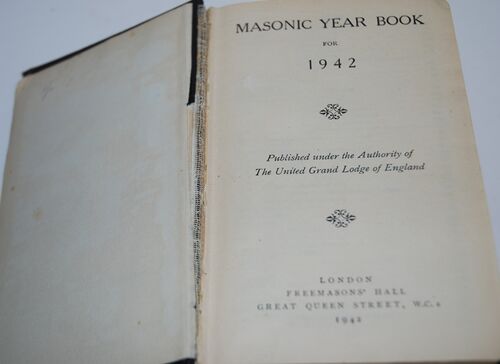 MASONIC YEAR BOOK
FOR
1942
Published under the Authority of
The United Grand Lodge of England
LONDON
FREEMASONS' HALL
GREAT QUEEN STREET, W.C.2
1942